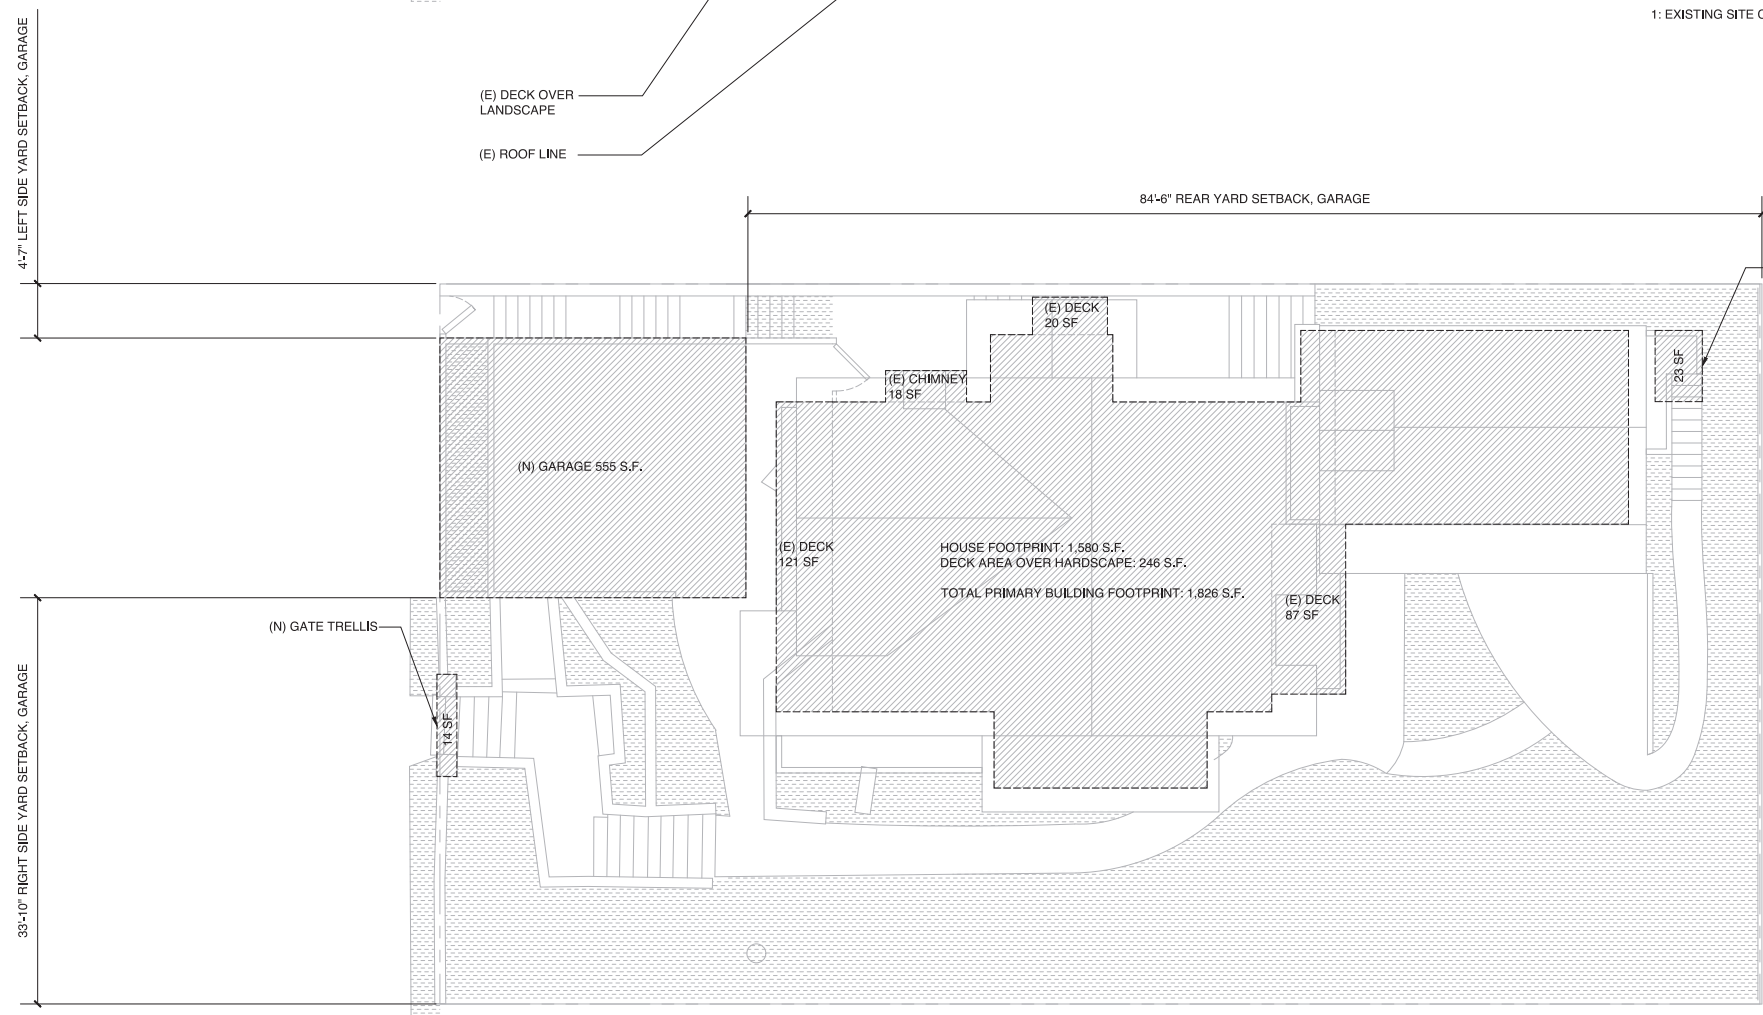 1: EXISTING SITE
4'-7" LEFT SIDE YARD SETBACK, GARAGE
(E) DECK OVER
LANDSCAPE
(E) ROOF LINE
84'-6" REAR YARD SETBACK, GARAGE
(E) DECK
20 SF
(E) CHIMNEY
18 SF
23 SF
(N) GARAGE 555 S.F.
(E) DECK
121 SF
HOUSE FOOTPRINT: 1,580 S.F.
DECK AREA OVER HARDSCAPE: 246 S.F.
TOTAL PRIMARY BUILDING FOOTPRINT: 1,826 S.F.
(E) DECK
87 SF
(N) GATE TRELLIS
14 SF
33'-10" RIGHT SIDE YARD SETBACK, GARAGE